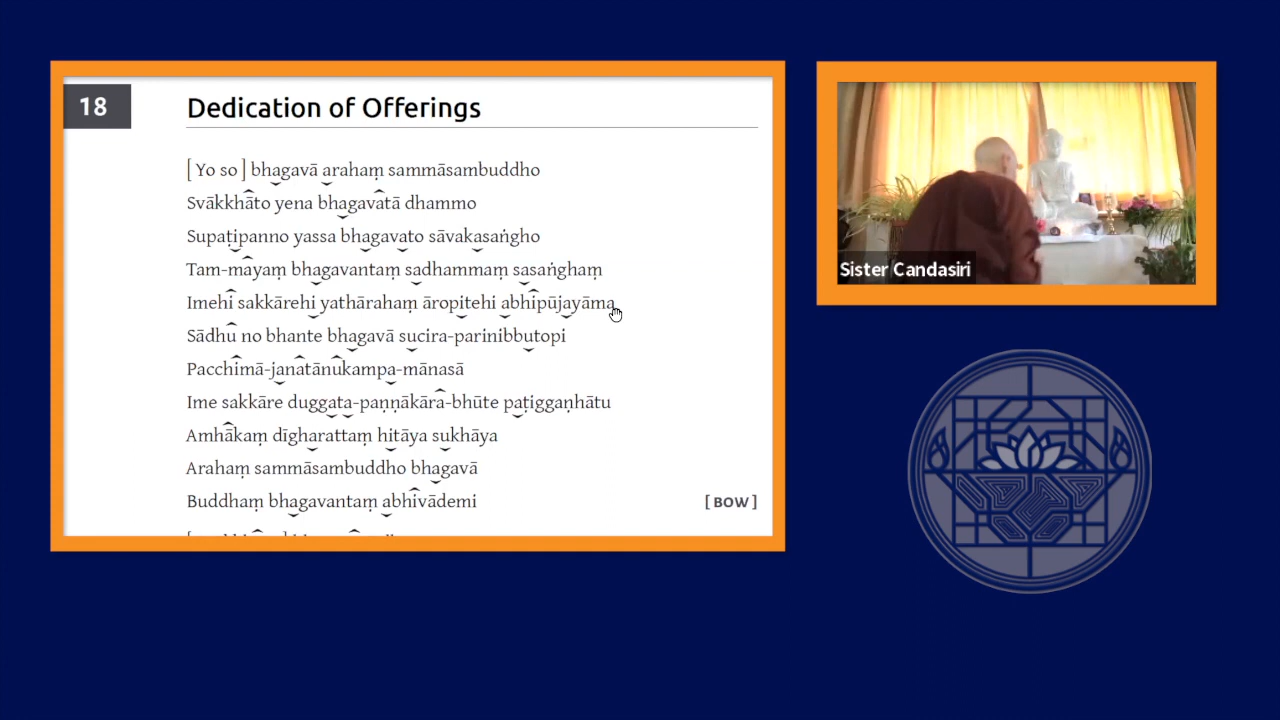 18
Dedication of Offerings
[ Yo so ] bhagavā arahaṃ sammāsambuddho
Svākkhāto yena bhagavatā dhammo
Supaṭipanno yassa bhagavato sāvakasaṅgho
Tam-mayaṃ bhagavantaṃ sadhammaṃ sasaṅghaṃ
Imehi sakkārehi yathārahaṃ āropitehi abhipūjayāma
Sādhu no bhante bhagavā sucira-parinibbutopi
Pacchimā-janatānukampa-mānasā
Ime sakkāre duggata-paṇṇākāra-bhūte paṭiggaṇhātu
Amhākaṃ dīgharattaṃ hitāya sukhāya
Arahaṃ sammāsambuddho bhagavā
Buddhaṃ bhagavantaṃ abhivādemi [ BOW ]
Sister Candasiri